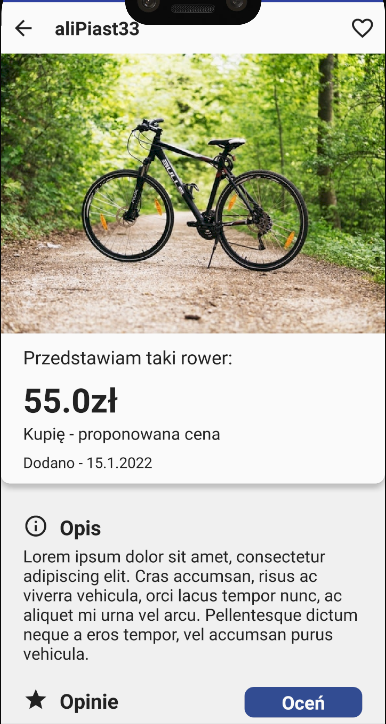 aliPiast33
BULLS
Przedstawiam taki rower:
55.0zł
Kupię - proponowana cena
Dodano - 15.1.2022
Opis
Lorem ipsum dolor sit amet, consectetur
adipiscing elit. Cras accumsan, risus ac
viverra vehicula, orci lacus tempor nunc, ac
aliquet mi urna vel arcu. Pellentesque dictum
neque a eros tempor, vel accumsan purus
vehicula.
Opinie
Oceń